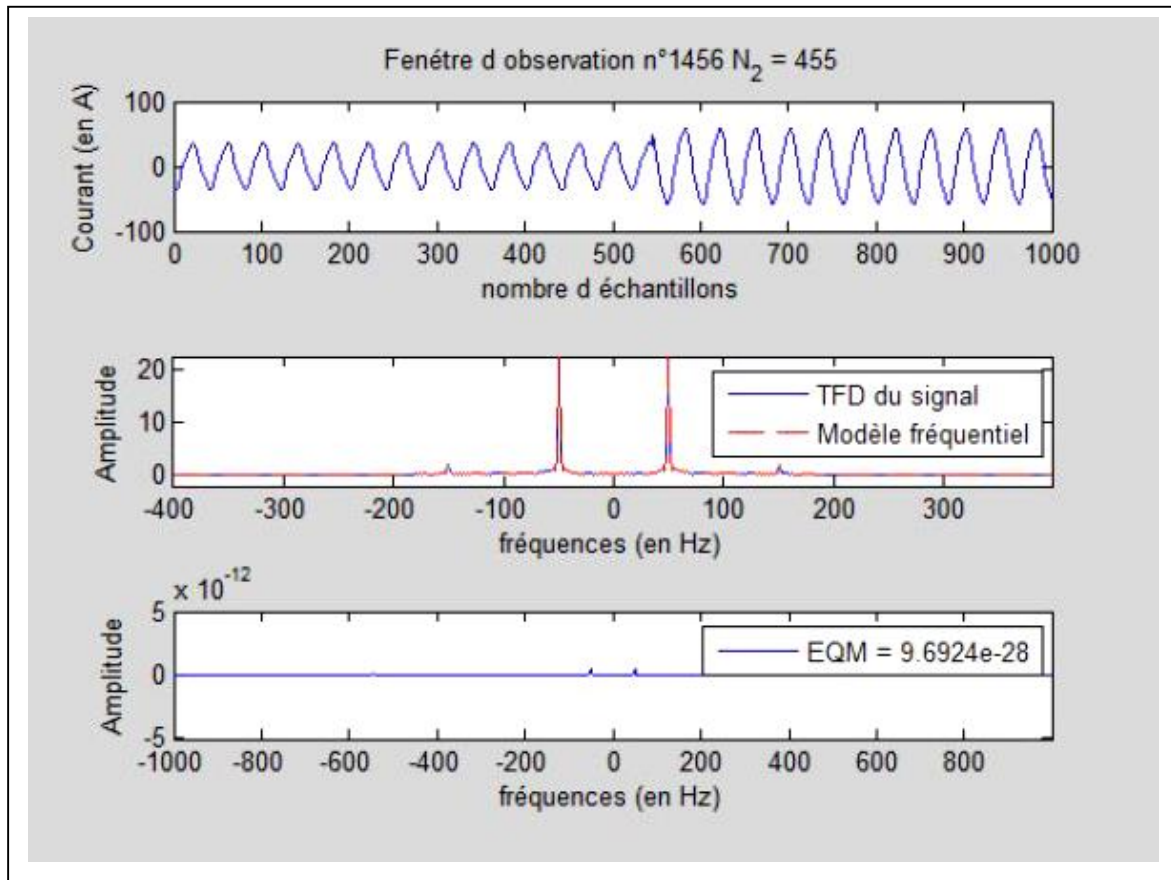 Fenétre d observation n°1456 N₂ = 455
Courant (en A)
100
0
-100
0 100 200 300 400 500 600 700 800 900 1000
nombre d échantillons
Amplitude
20
10
0
TFD du signal
Modèle fréquentiel
-400 -300 -200 -100 0 100 200 300
fréquences (en Hz)
x 10⁻¹²
Amplitude
5
0
-5
EQM = 9.6924e-28
-1000 -800 -600 -400 -200 0 200 400 600 800
fréquences (en Hz)